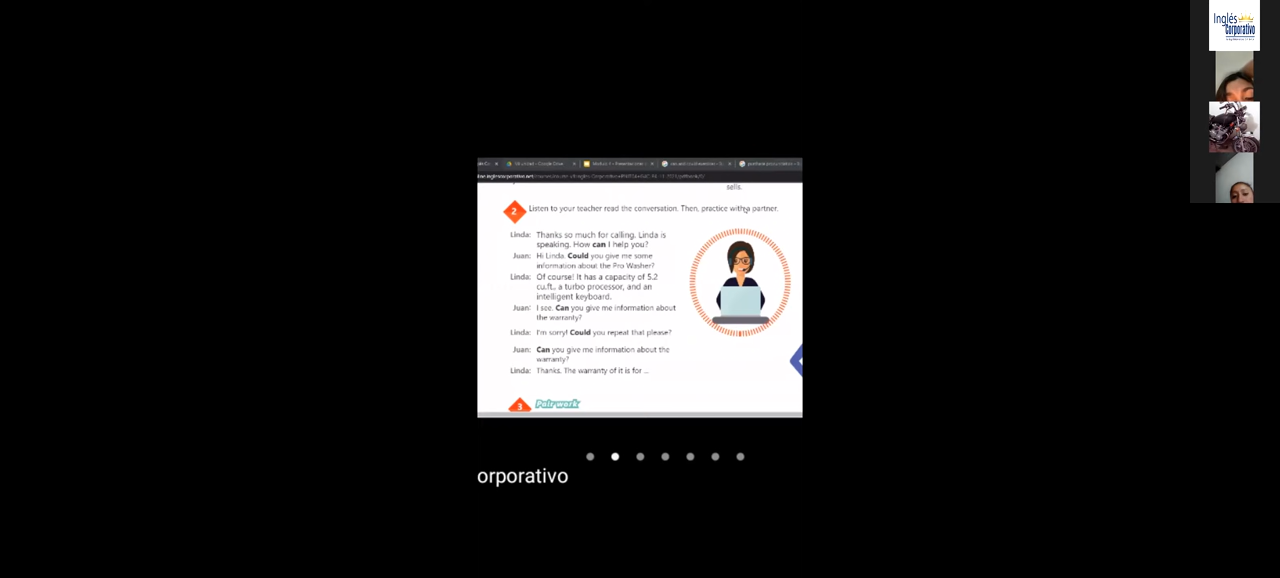 Inglés
Corporativo
Google Drive
sells.
2 Listen to your teacher read the conversation. Then, practice with a partner.
Linda: Thanks so much for calling. Linda is
speaking. How can I help you?
Juan: Hi Linda. Could you give me some
information about the Pro Washer?
Linda: Of course! It has a capacity of 5.2
cu.ft., a turbo processor, and an
intelligent keyboard.
Juan: I see. Can you give me information about
the warranty?
Linda: I'm sorry! Could you repeat that please?
Juan: Can you give me information about the
warranty?
Linda: Thanks. The warranty of it is for ...
3 Pair work
orporativo